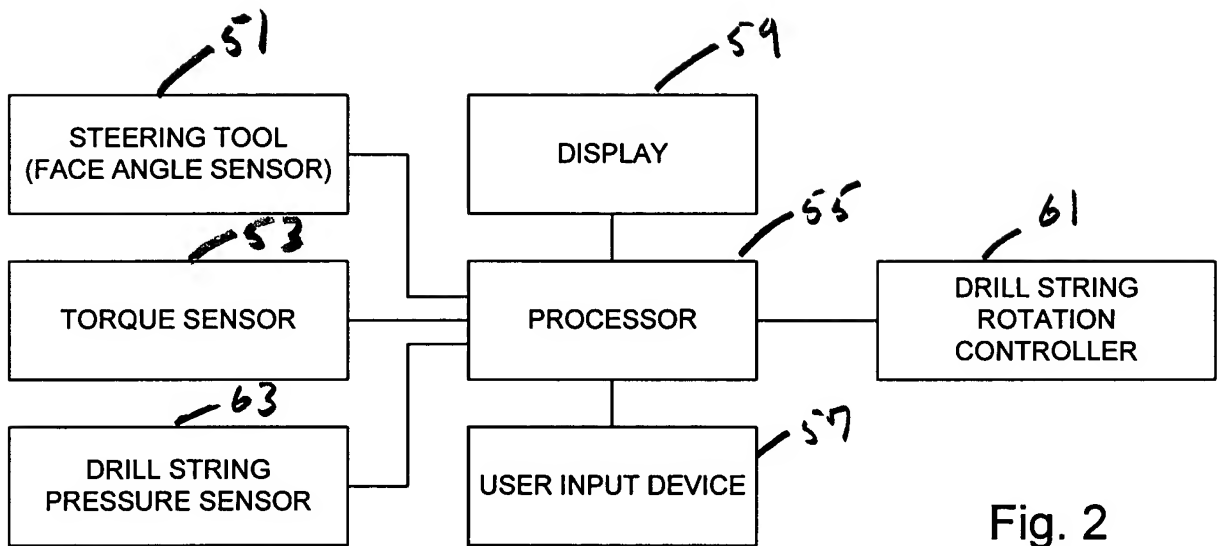 51
STEERING TOOL
(FACE ANGLE SENSOR)
59
DISPLAY
53
TORQUE SENSOR
55
PROCESSOR
61
DRILL STRING
ROTATION
CONTROLLER
63
DRILL STRING
PRESSURE SENSOR
57
USER INPUT DEVICE
Fig. 2